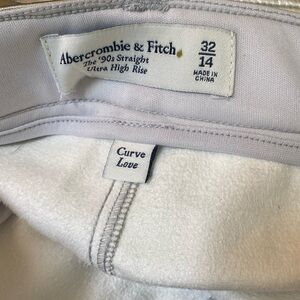 Abercrombie & Fitch
The '90s Straight
Ultra High Rise
32
14
MADE IN
CHINA
Curve
Love